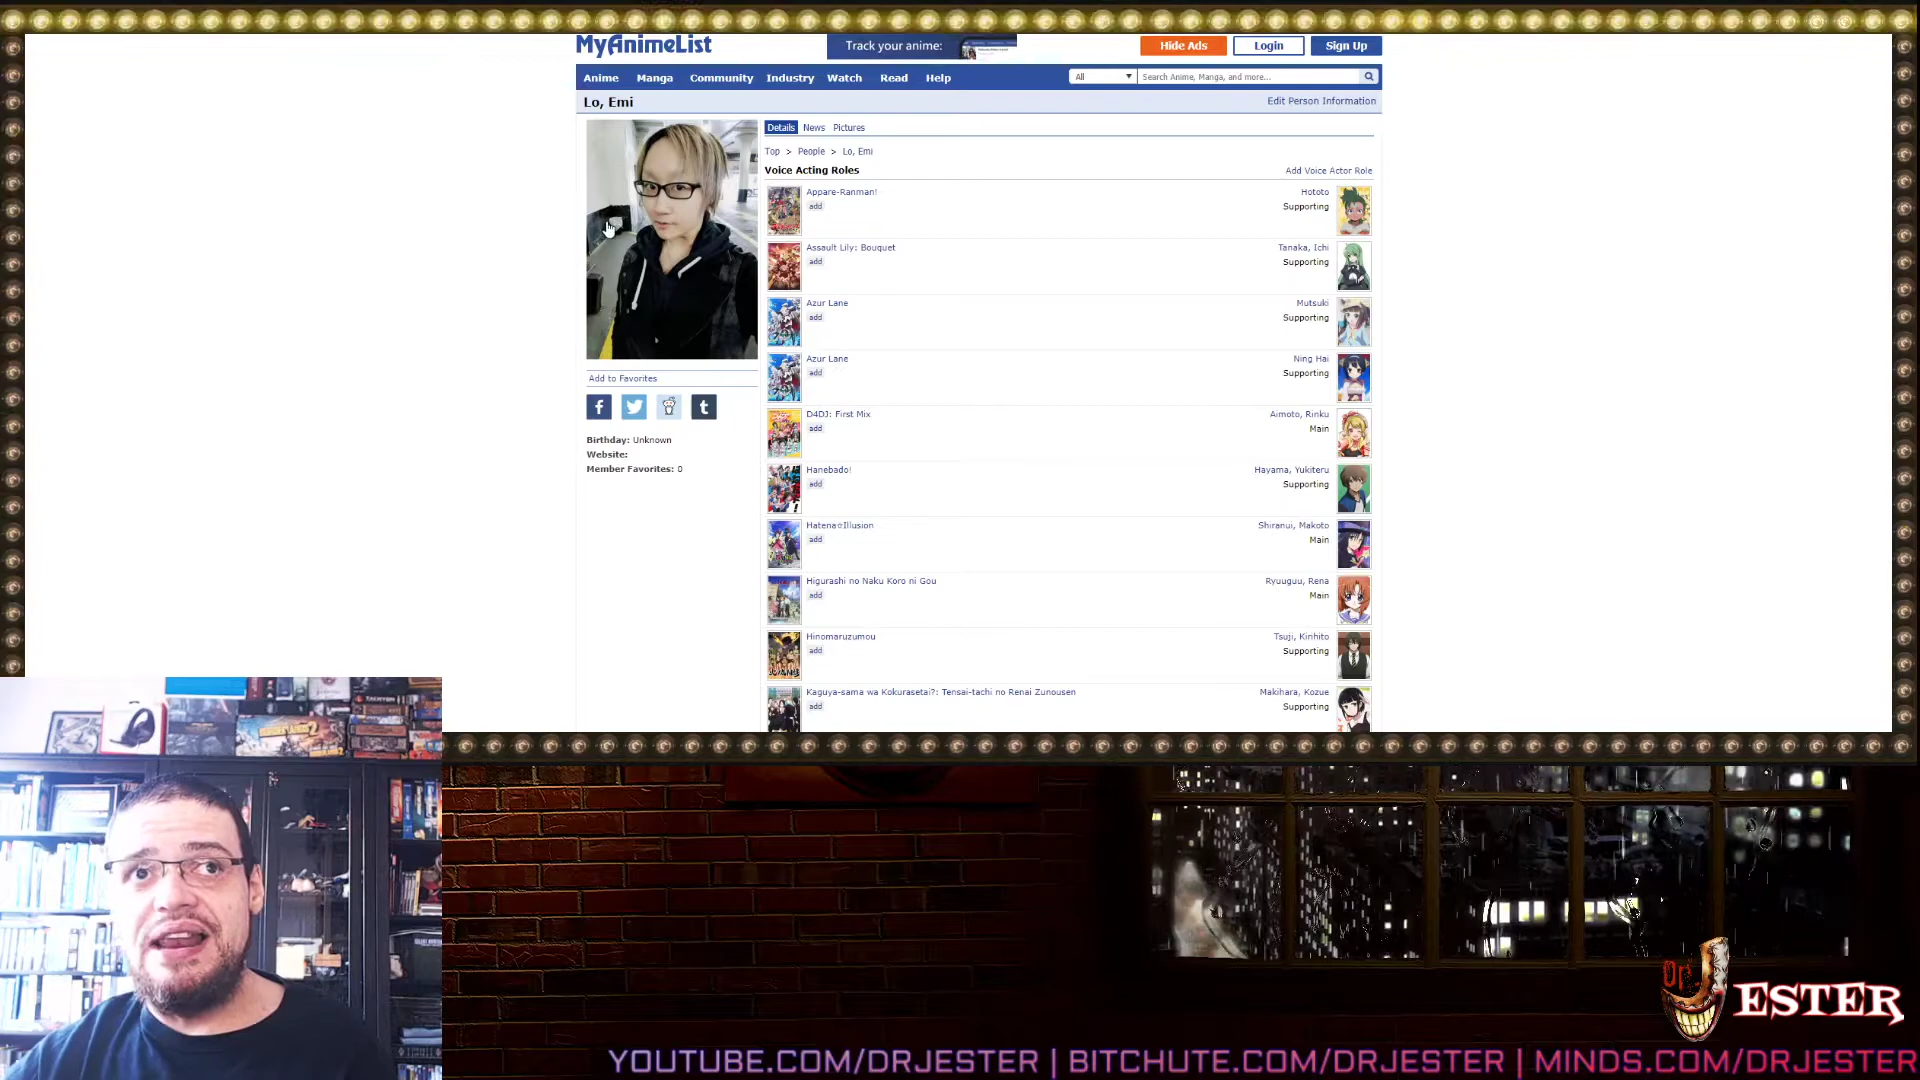 MyAnimeList
Track your anime:
Hide Ads
Login
Sign Up
Anime Manga Community Industry Watch Read Help
All
Search Anime, Manga, and more...
Lo, Emi
Edit Person Information
Details News Pictures
Top > People > Lo, Emi
Voice Acting Roles
Add Voice Actor Role
Appare-Ranman!
Hototo
add
Supporting
Assault Lily: Bouquet
Tanaka, Ichi
add
Supporting
Azur Lane
Mutsuki
add
Supporting
Azur Lane
Ning Hai
add
Supporting
Add to Favorites
D4DJ: First Mix
Aimoto, Rinku
add
Main
Birthday: Unknown
Website:
Member Favorites: 0
Hanebado!
Hayama, Yukiteru
add
Supporting
Hatena☆Illusion
Shiranui, Makoto
add
Main
Higurashi no Naku Koro ni Gou
Ryuuguu, Rena
add
Main
Hinomaruzumou
Tsuji, Kirihito
add
Supporting
Kaguya-sama wa Kokurasetai?: Tensai-tachi no Renai Zunousen
Makihara, Kozue
add
Supporting
Dr JESTER
YOUTUBE.COM/DRJESTER | BITCHUTE.COM/DRJESTER | MINDS.COM/DRJESTER